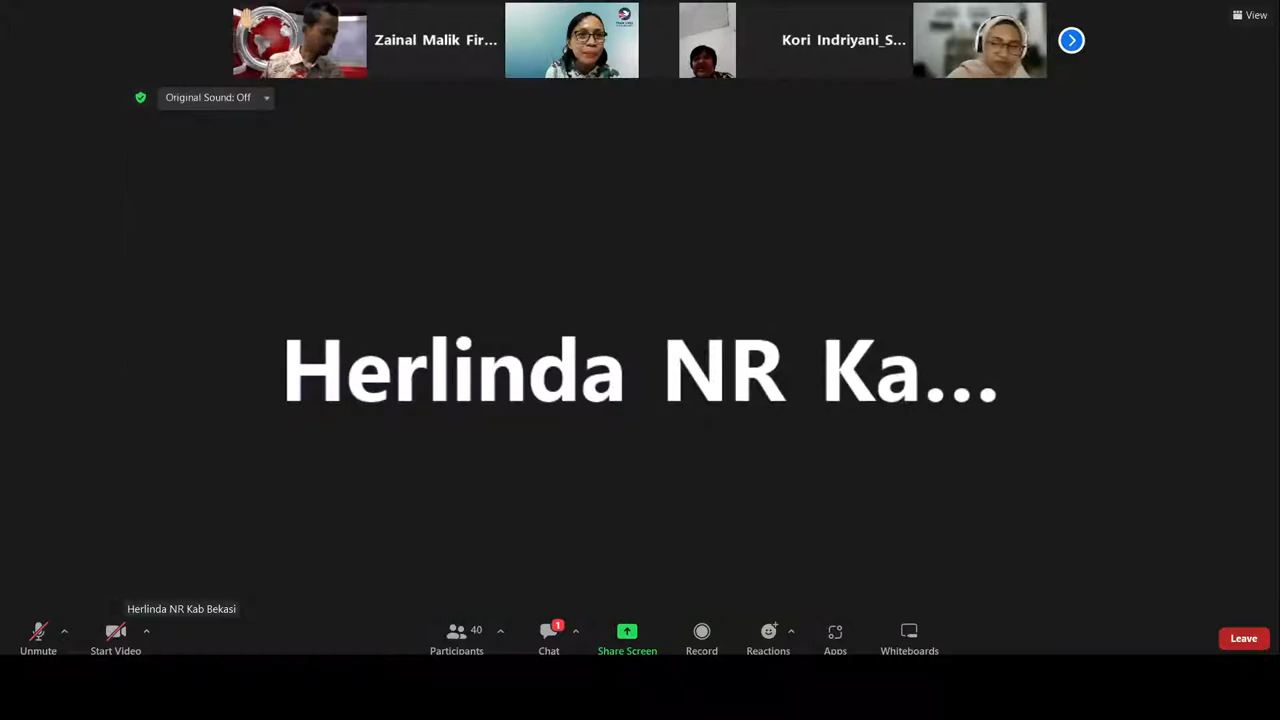 View
Zainal Malik Fir...
Kori Indriyani_S...
Original Sound: Off
Herlinda NR Ka...
Herlinda NR Kab Bekasi
Unmute
Start Video
40
Participants
1
Chat
Share Screen
Record
Reactions
Apps
Whiteboards
Leave